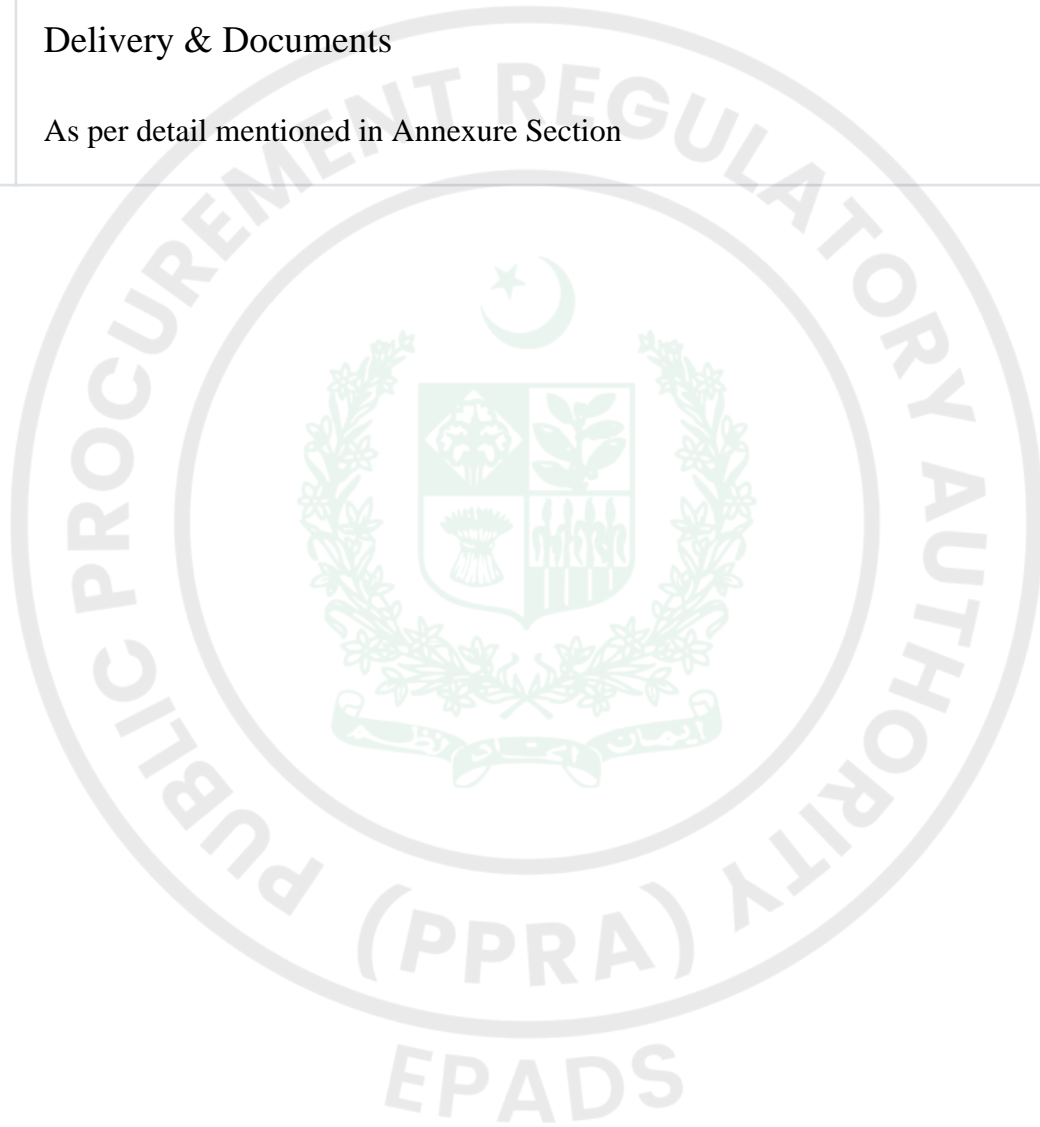 Delivery & Documents
As per detail mentioned in Annexure Section
PUBLIC PROCUREMENT REGULATORY AUTHORITY
(PPRA)
EPADS